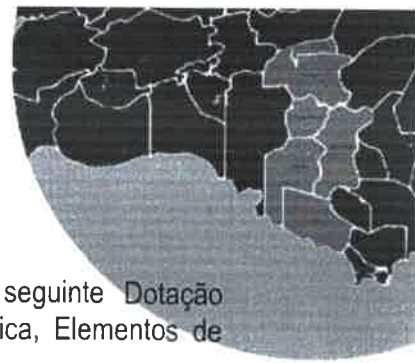 seguinte Dotação
ica, Elementos de